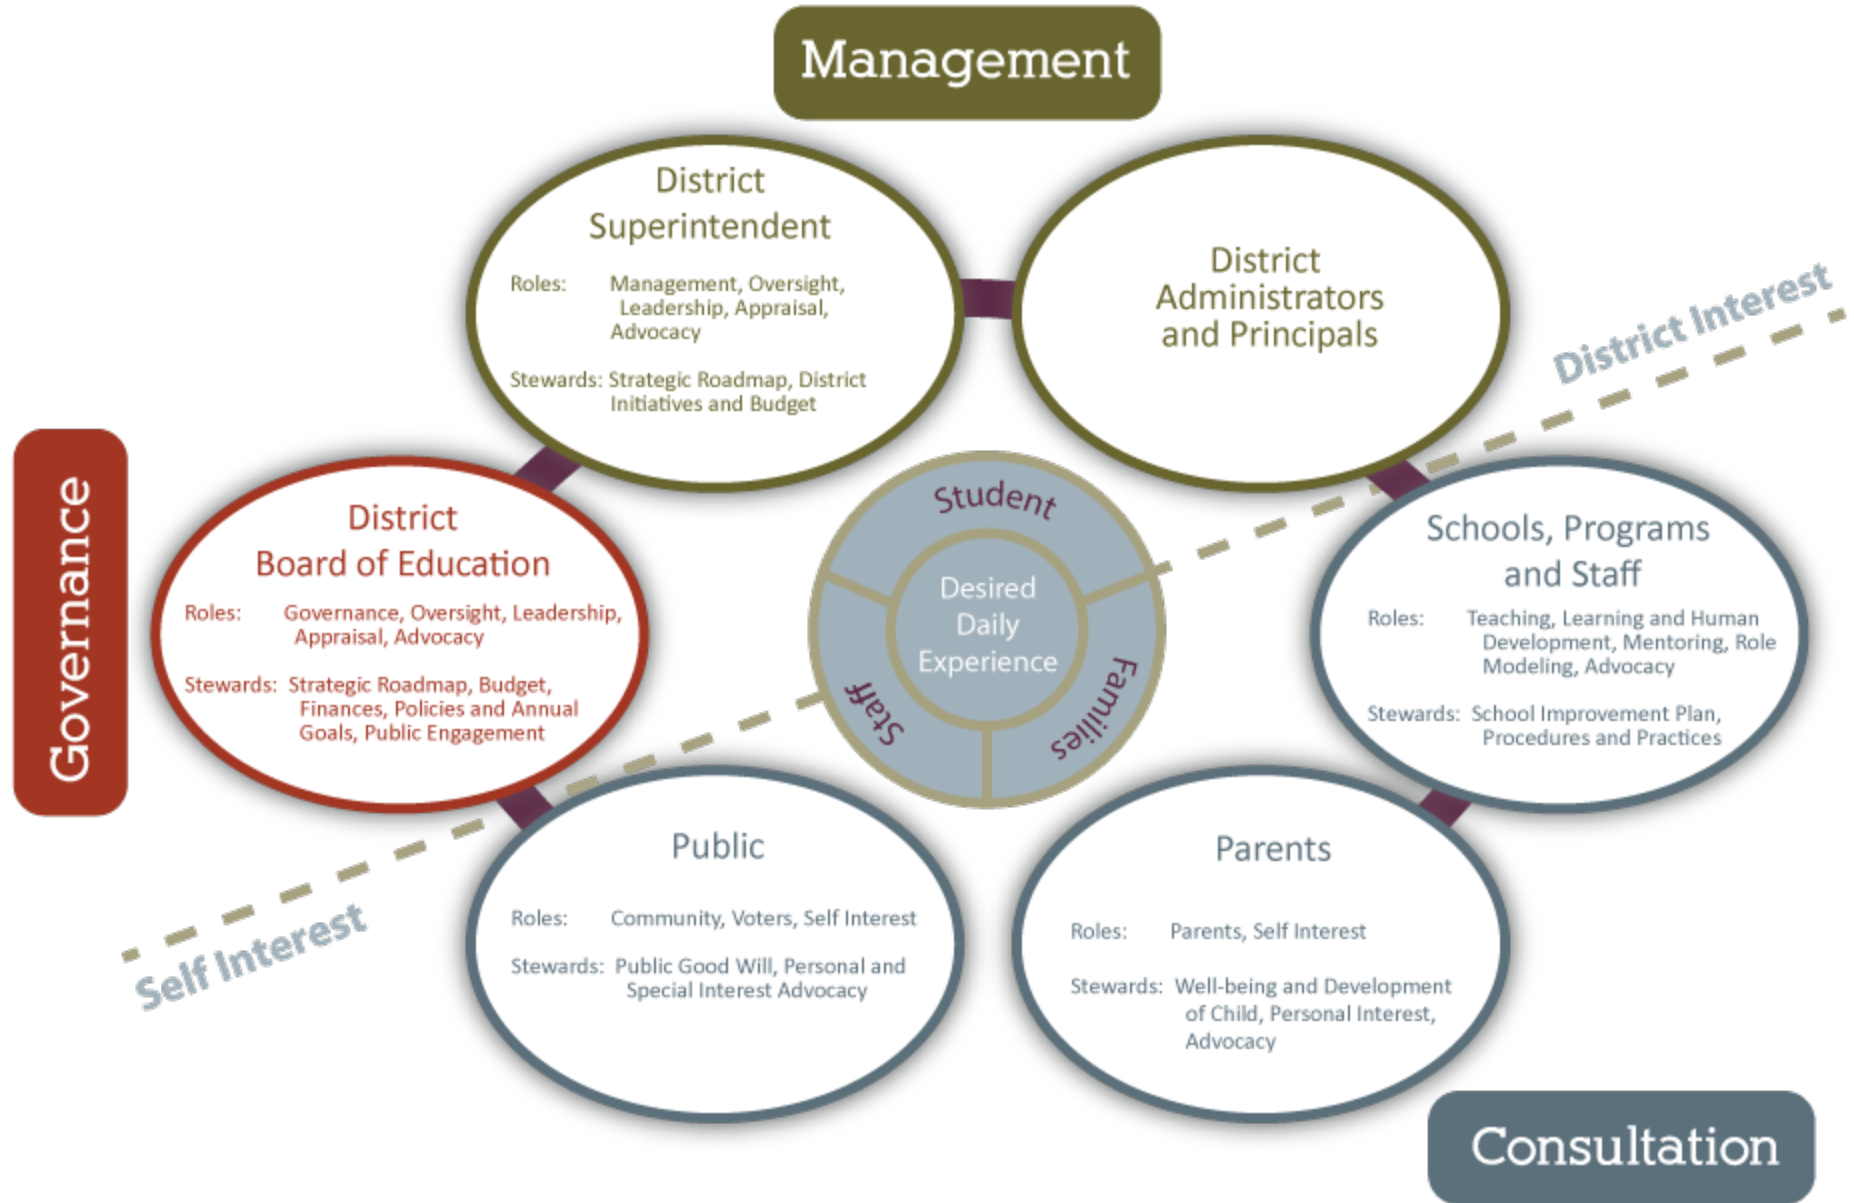 Management
District
Superintendent
Roles: Management, Oversight,
Leadership, Appraisal,
Advocacy
Stewards: Strategic Roadmap, District
Initiatives and Budget
District
Administrators
and Principals
District Interest
Governance
District
Board of Education
Roles: Governance, Oversight, Leadership,
Appraisal, Advocacy
Stewards: Strategic Roadmap, Budget,
Finances, Policies and Annual
Goals, Public Engagement
Student
Desired
Daily
Experience
Staff
Families
Schools, Programs
and Staff
Roles: Teaching, Learning and Human
Development, Mentoring, Role
Modeling, Advocacy
Stewards: School Improvement Plan,
Procedures and Practices
Self Interest
Public
Roles: Community, Voters, Self Interest
Stewards: Public Good Will, Personal and
Special Interest Advocacy
Parents
Roles: Parents, Self Interest
Stewards: Well-being and Development
of Child, Personal Interest,
Advocacy
Consultation